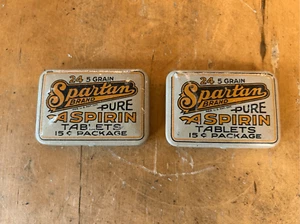 24 5 GRAIN
Spartan
BRAND
PURE
ASPIRIN
TABLETS
15¢ PACKAGE
24 5 GRAIN
Spartan
BRAND
PURE
ASPIRIN
TABLETS
15¢ PACKAGE